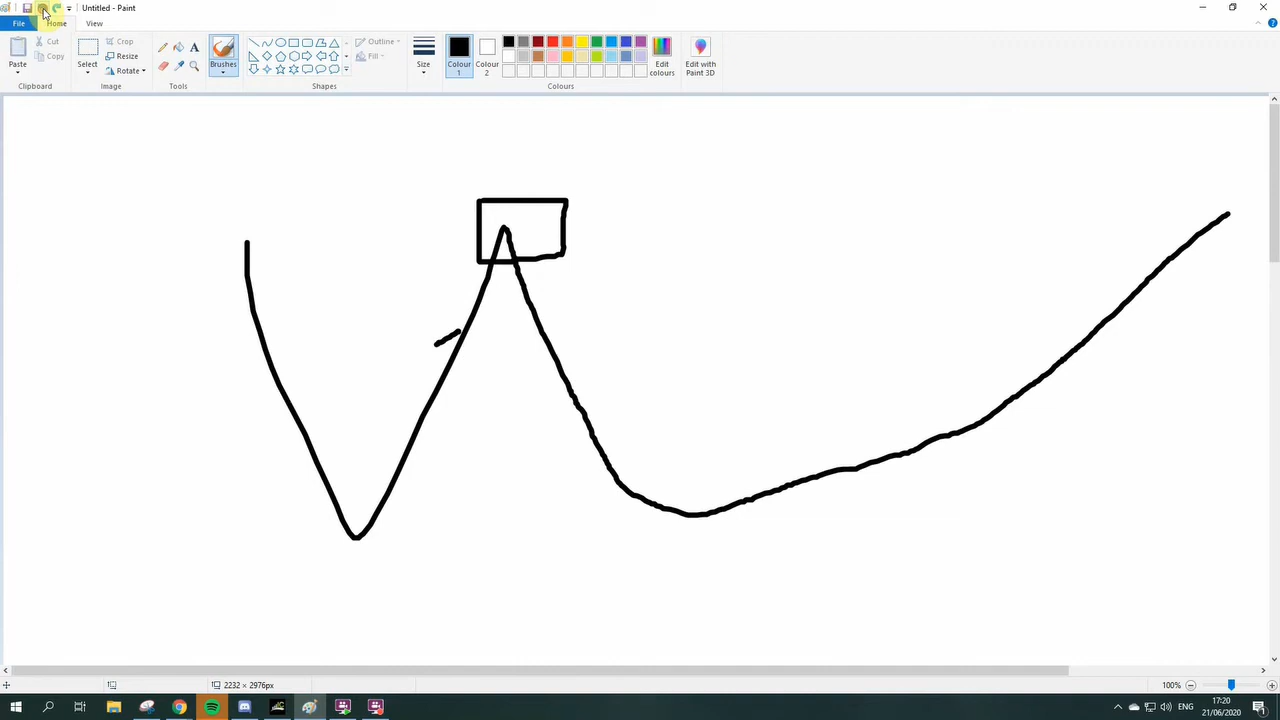 Untitled - Paint
File Home View
Paste
Cut
Copy
Clipboard
Select
Crop
Resize
Rotate
Image
A
Tools
Brushes
Outline
Fill
Shapes
Size
Colour 1
Colour 2
Edit colours
Edit with Paint 3D
Colours
2232 × 2976px
100%
ENG
17:20
21/06/2020